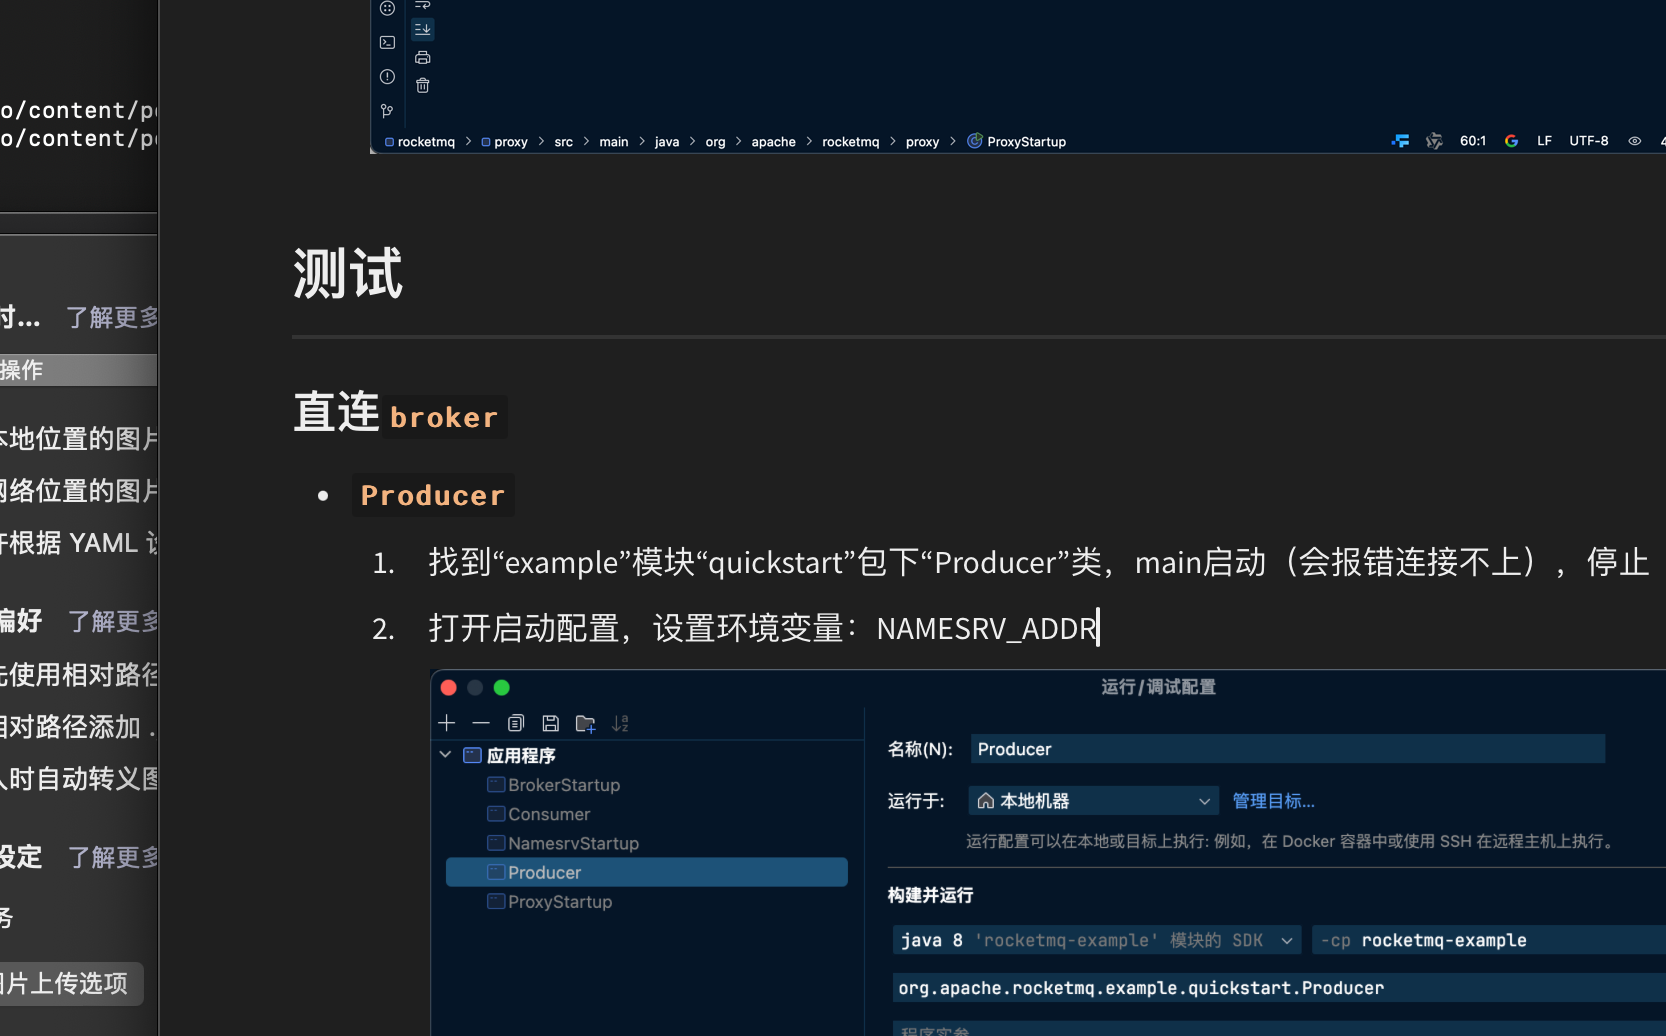 o/content/p
o/content/p
rocketmq > proxy > src > main > java > org > apache > rocketmq > proxy > ProxyStartup
60:1 LF UTF-8 4
测试
时... 了解更多
操作
直连broker
本地位置的图片
网络位置的图片
Producer
许根据 YAML 设
1. 找到“example”模块“quickstart”包下“Producer”类，main启动（会报错连接不上），停止
偏好 了解更多
2. 打开启动配置，设置环境变量：NAMESRV_ADDR
先使用相对路径
相对路径添加 .
入时自动转义图
设定 了解更多
务
图片上传选项
运行/调试配置
应用程序
BrokerStartup
Consumer
NamesrvStartup
Producer
ProxyStartup
名称(N): Producer
运行于: 本地机器 管理目标...
运行配置可以在本地或目标上执行: 例如，在 Docker 容器中或使用 SSH 在远程主机上执行。
构建并运行
java 8 'rocketmq-example' 模块的 SDK -cp rocketmq-example
org.apache.rocketmq.example.quickstart.Producer
程序实参